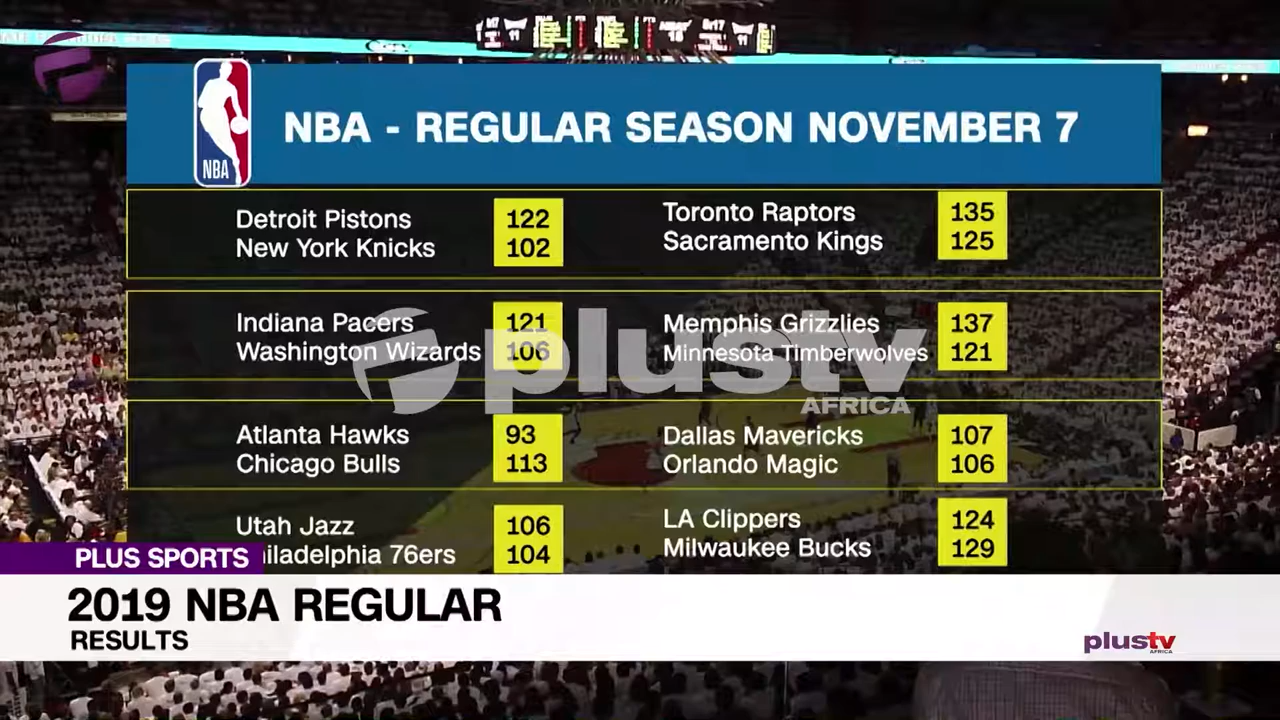 NBA
NBA - REGULAR SEASON NOVEMBER 7
Detroit Pistons 122
New York Knicks 102
Toronto Raptors 135
Sacramento Kings 125
Indiana Pacers 121
Washington Wizards 106
Memphis Grizzlies 137
Minnesota Timberwolves 121
plustv
AFRICA
Atlanta Hawks 93
Chicago Bulls 113
Dallas Mavericks 107
Orlando Magic 106
Utah Jazz 106
iladelphia 76ers 104
LA Clippers 124
Milwaukee Bucks 129
PLUS SPORTS
2019 NBA REGULAR
RESULTS
plustv
AFRICA